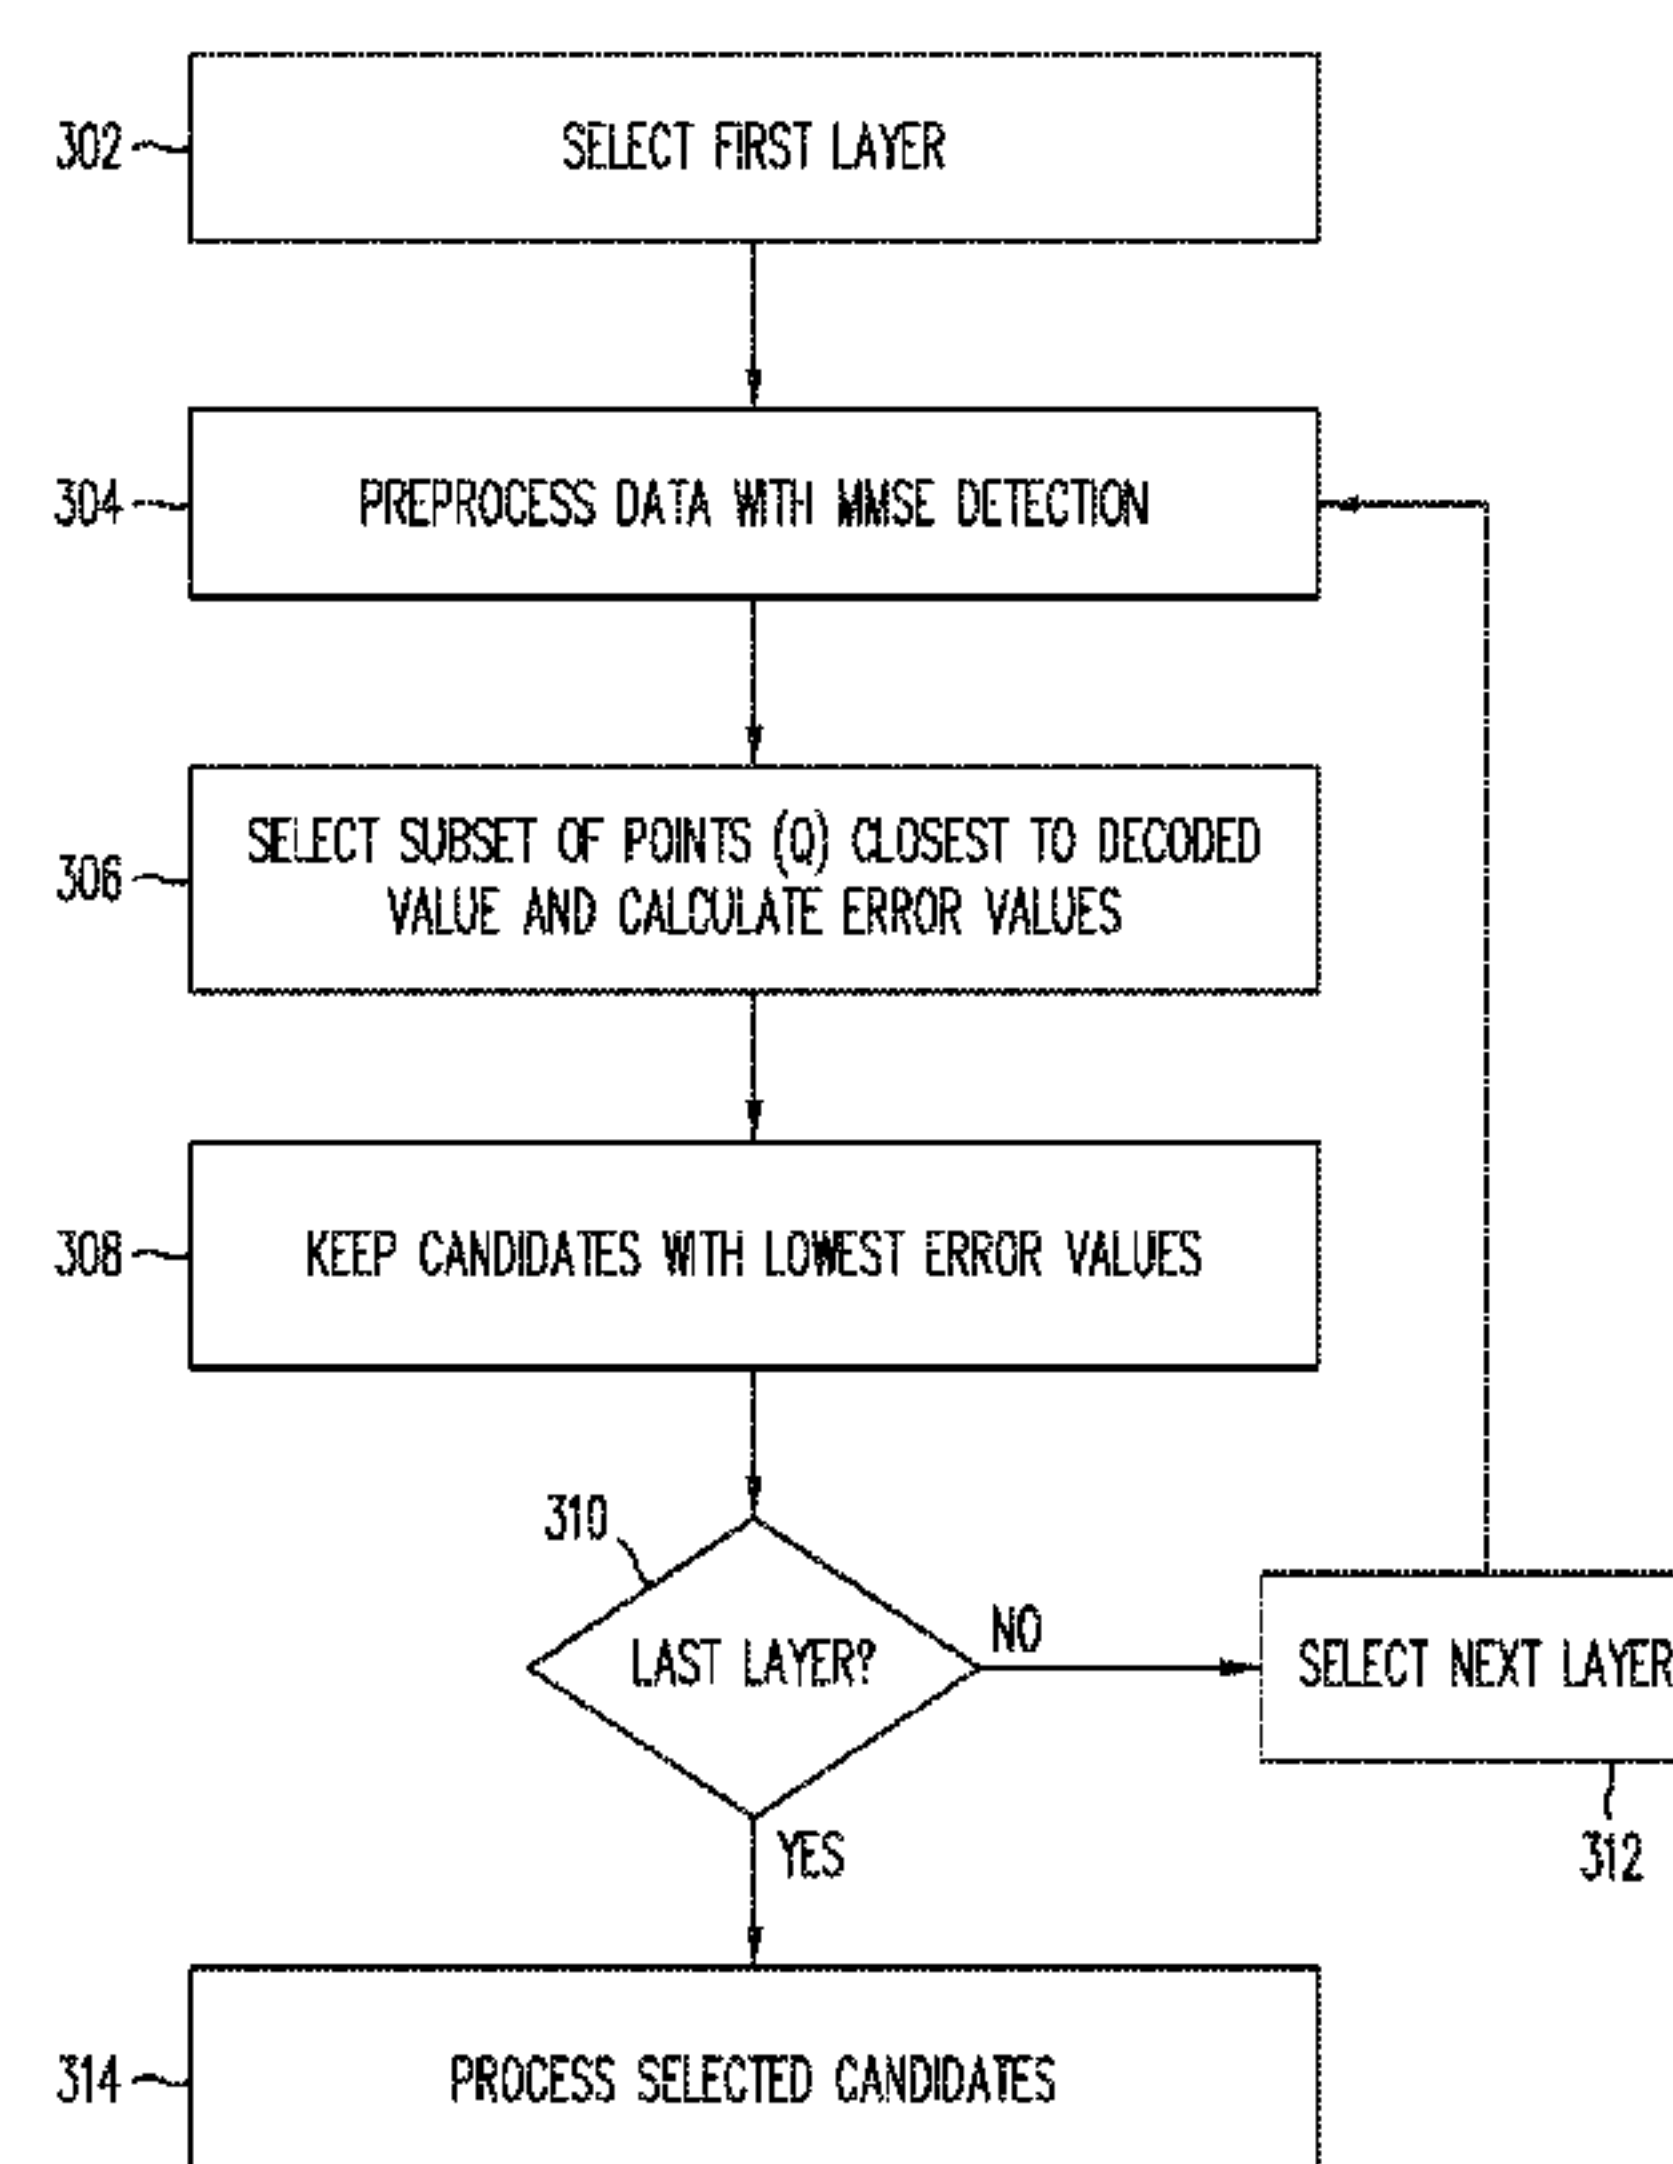 302
SELECT FIRST LAYER
304
PREPROCESS DATA WITH MMSE DETECTION
306
SELECT SUBSET OF POINTS (Q) CLOSEST TO DECODED
VALUE AND CALCULATE ERROR VALUES
308
KEEP CANDIDATES WITH LOWEST ERROR VALUES
310
LAST LAYER?
NO
SELECT NEXT LAYER
312
YES
314
PROCESS SELECTED CANDIDATES